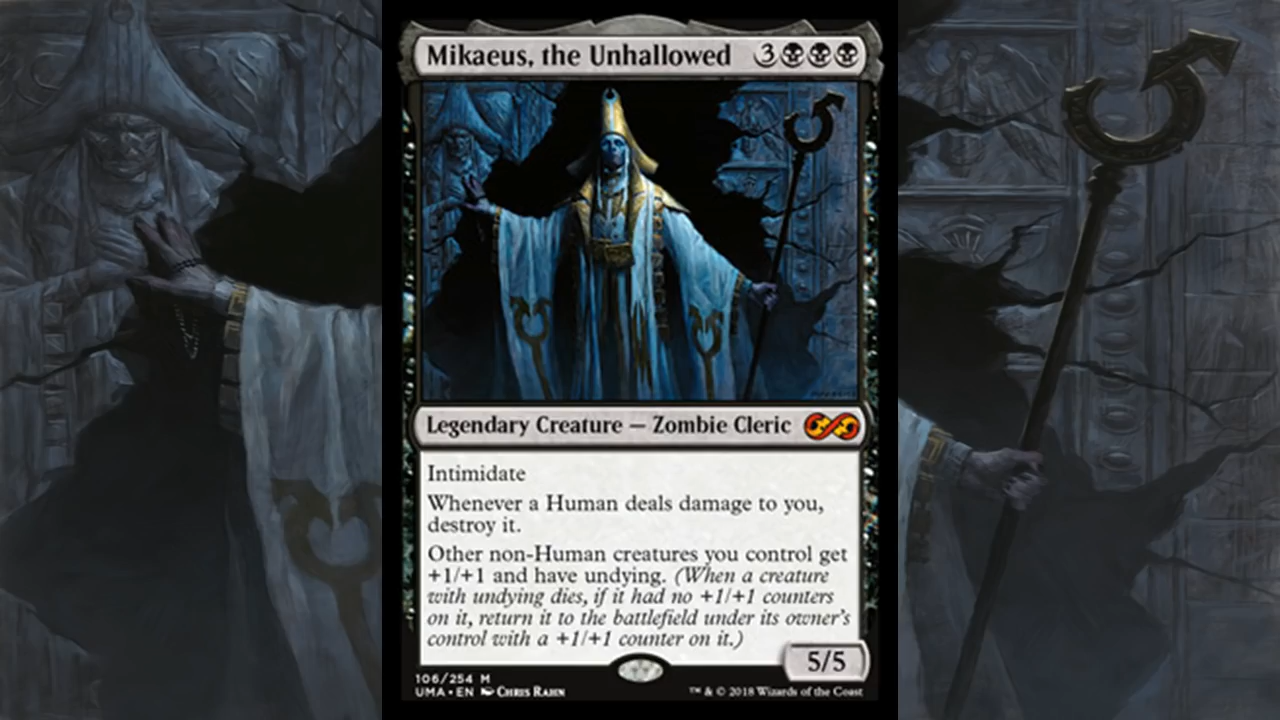 Mikaeus, the Unhallowed 3
Legendary Creature — Zombie Cleric
Intimidate
Whenever a Human deals damage to you,
destroy it.
Other non-Human creatures you control get
+1/+1 and have undying. (When a creature
with undying dies, if it had no +1/+1 counters
on it, return it to the battlefield under its owner's
control with a +1/+1 counter on it.)
5/5
106/254 M
UMA • EN Chris Rahn
™ & © 2018 Wizards of the Coast